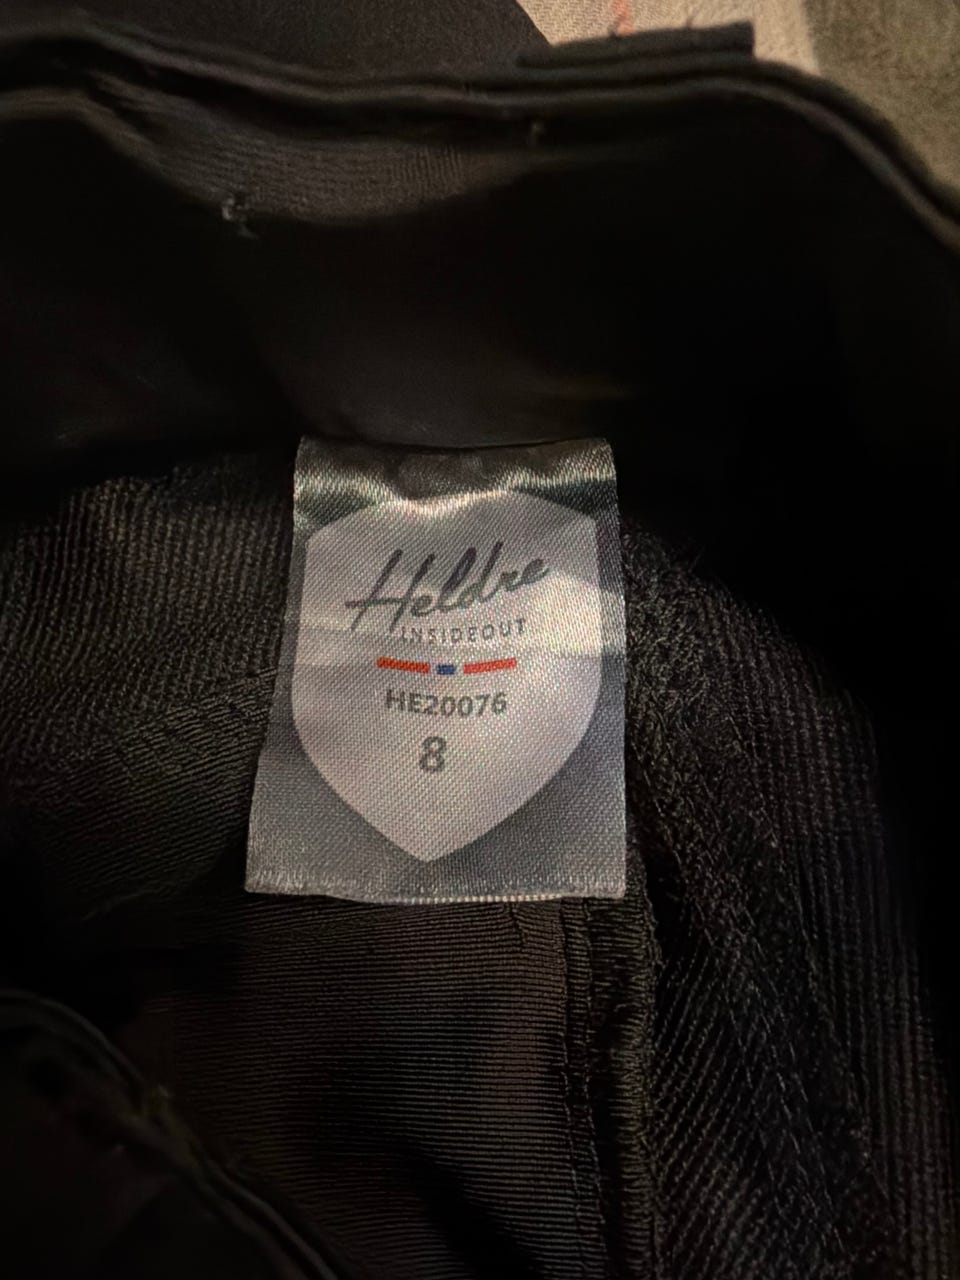 Heldre
INSIDEOUT
HE20076
8